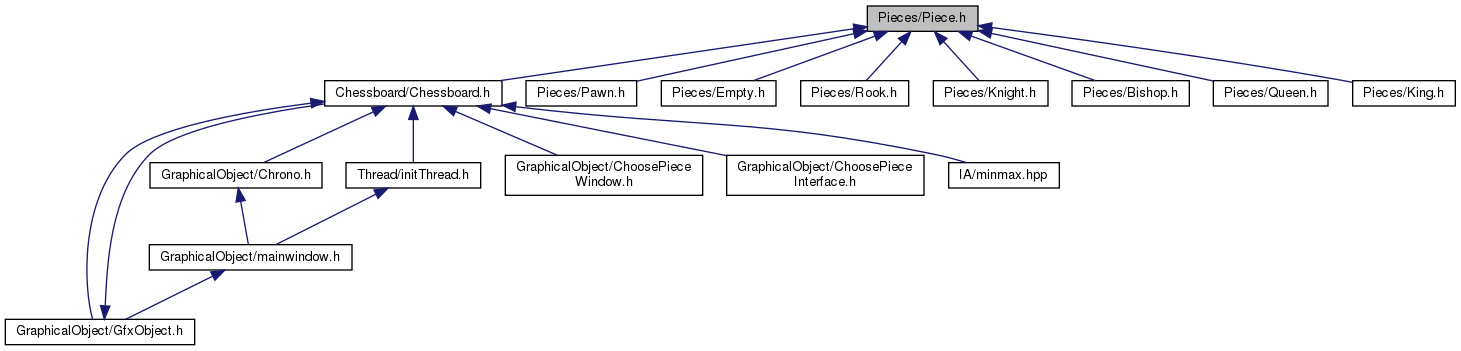 Pieces/Piece.h
Chessboard/Chessboard.h
Pieces/Pawn.h
Pieces/Empty.h
Pieces/Rook.h
Pieces/Knight.h
Pieces/Bishop.h
Pieces/Queen.h
Pieces/King.h
GraphicalObject/Chrono.h
Thread/initThread.h
GraphicalObject/ChoosePiece
Window.h
GraphicalObject/ChoosePiece
Interface.h
IA/minmax.hpp
GraphicalObject/mainwindow.h
GraphicalObject/GfxObject.h